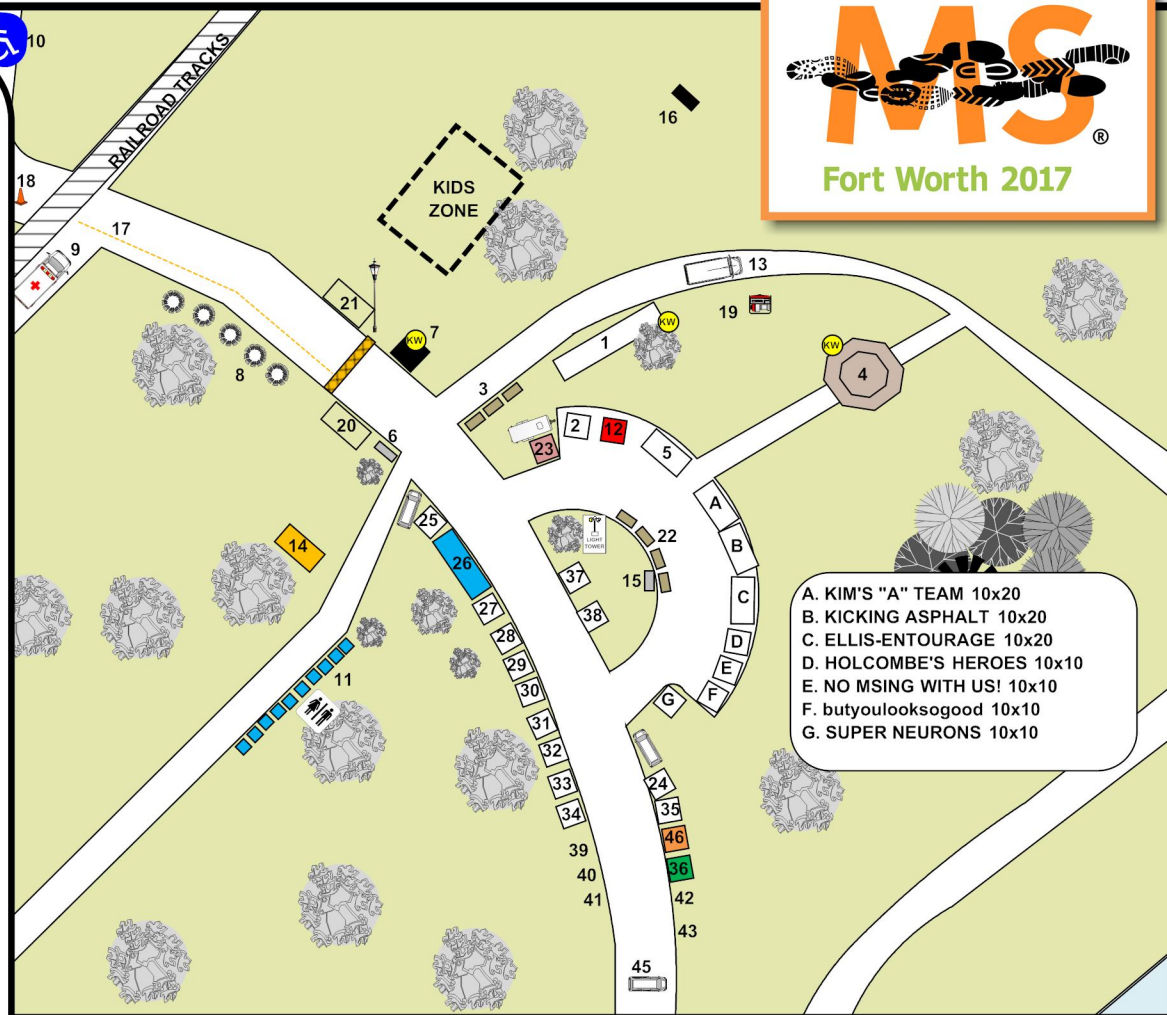 MS
®
Fort Worth 2017
10
RAILROAD TRACKS
16
KIDS
ZONE
18
9
17
13
21
KW
7
KW
19
1
KW
4
8
3
20
6
2
12
23
5
A
25
14
LIGHT
TOWER
22
B
26
37
15
C
27
38
28
D
29
E
11
30
F
G
31
32
33
24
34
35
46
39
36
40
41
42
43
45
A. KIM'S "A" TEAM 10x20
B. KICKING ASPHALT 10x20
C. ELLIS-ENTOURAGE 10x20
D. HOLCOMBE'S HEROES 10x10
E. NO MSING WITH US! 10x10
F. butyoulooksogood 10x10
G. SUPER NEURONS 10x10